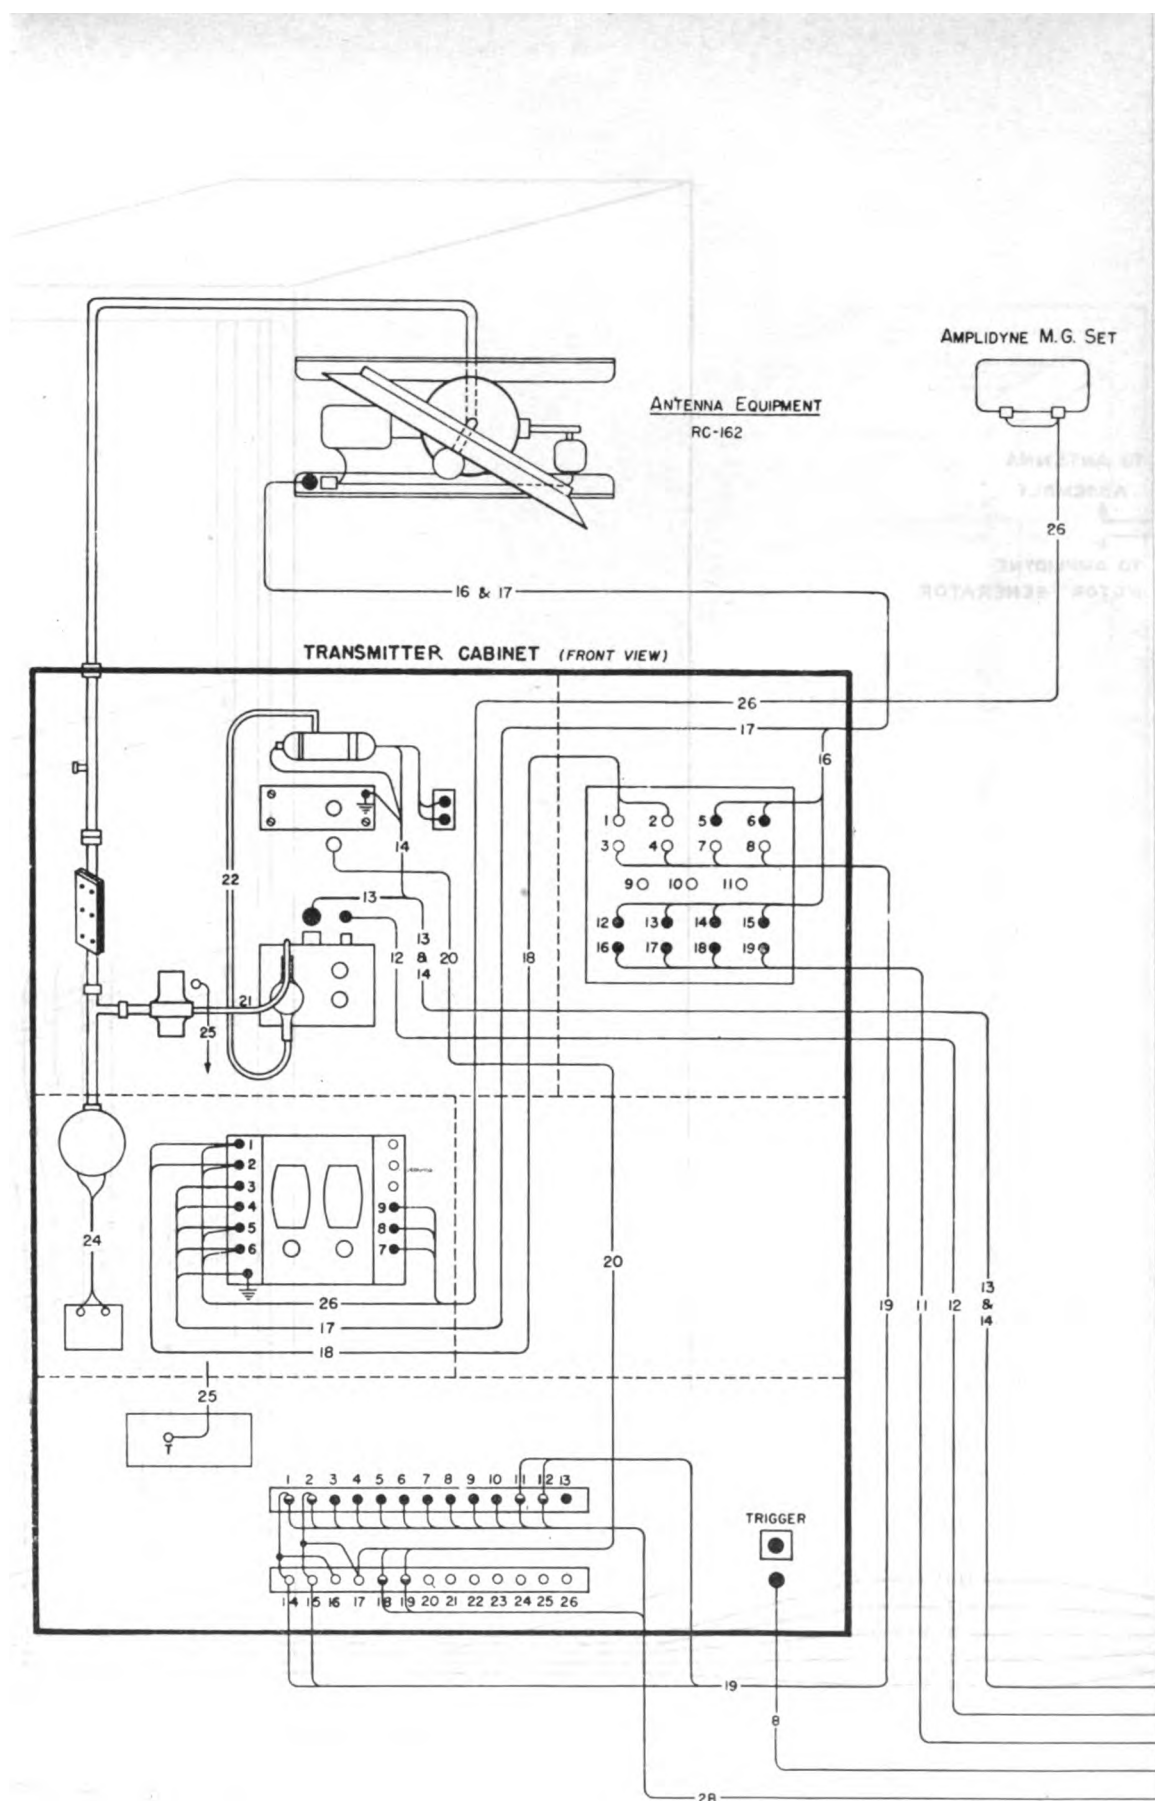 AMPLIDYNE M.G. SET
ANTENNA EQUIPMENT
RC-162
26
16 & 17
TRANSMITTER CABINET (FRONT VIEW)
26
17
16
1 2 5 6
3 4 7 8
14
22
9 10 11
13
12 13 14 15
13
&
14
12 20 18
16 17 18 19
21
25
1
2
3
4 9
5 8
6 7
24
20
26
17
18
19 11 12
13
&
14
25
T
1 2 3 4 5 6 7 8 9 10 11 12 13
TRIGGER
14 15 16 17 18 19 20 21 22 23 24 25 26
19
8
28